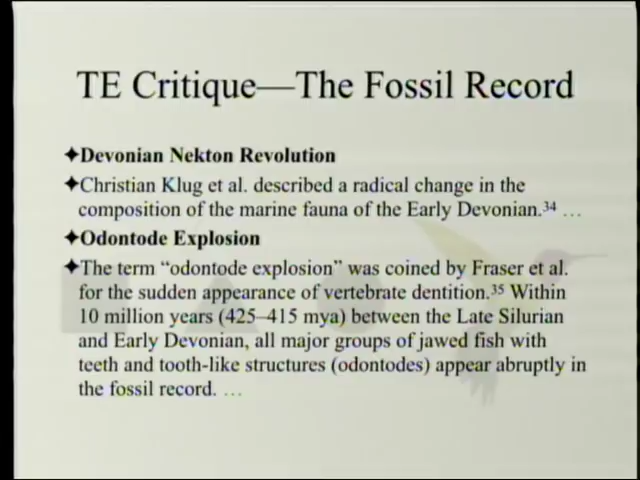 TE Critique—The Fossil Record
✦Devonian Nekton Revolution
✦Christian Klug et al. described a radical change in the
composition of the marine fauna of the Early Devonian.³⁴ …
✦Odontode Explosion
✦The term “odontode explosion” was coined by Fraser et al.
for the sudden appearance of vertebrate dentition.³⁵ Within
10 million years (425–415 mya) between the Late Silurian
and Early Devonian, all major groups of jawed fish with
teeth and tooth-like structures (odontodes) appear abruptly in
the fossil record. …